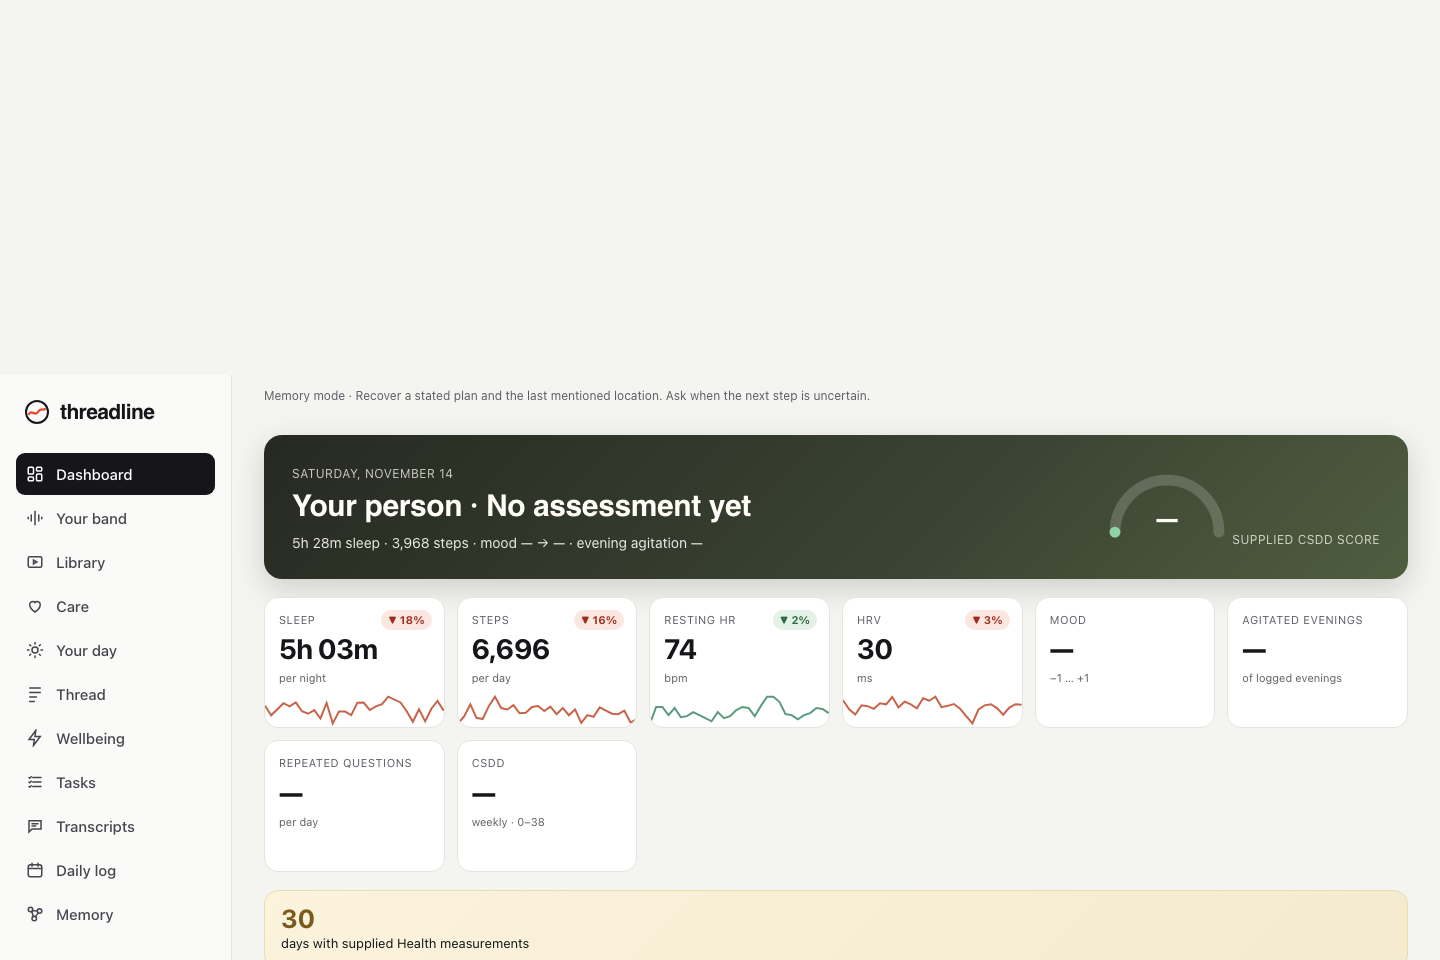 Memory mode · Recover a stated plan and the last mentioned location. Ask when the next step is uncertain.
threadline
Dashboard
Your band
Library
Care
Your day
Thread
Wellbeing
Tasks
Transcripts
Daily log
Memory
SATURDAY, NOVEMBER 14
Your person · No assessment yet
5h 28m sleep · 3,968 steps · mood — → — · evening agitation —
—
SUPPLIED CSDD SCORE
SLEEP
▼ 18%
5h 03m
per night
STEPS
▼ 16%
6,696
per day
RESTING HR
▼ 2%
74
bpm
HRV
▼ 3%
30
ms
MOOD
—
−1 … +1
AGITATED EVENINGS
—
of logged evenings
REPEATED QUESTIONS
—
per day
CSDD
—
weekly · 0–38
30
days with supplied Health measurements